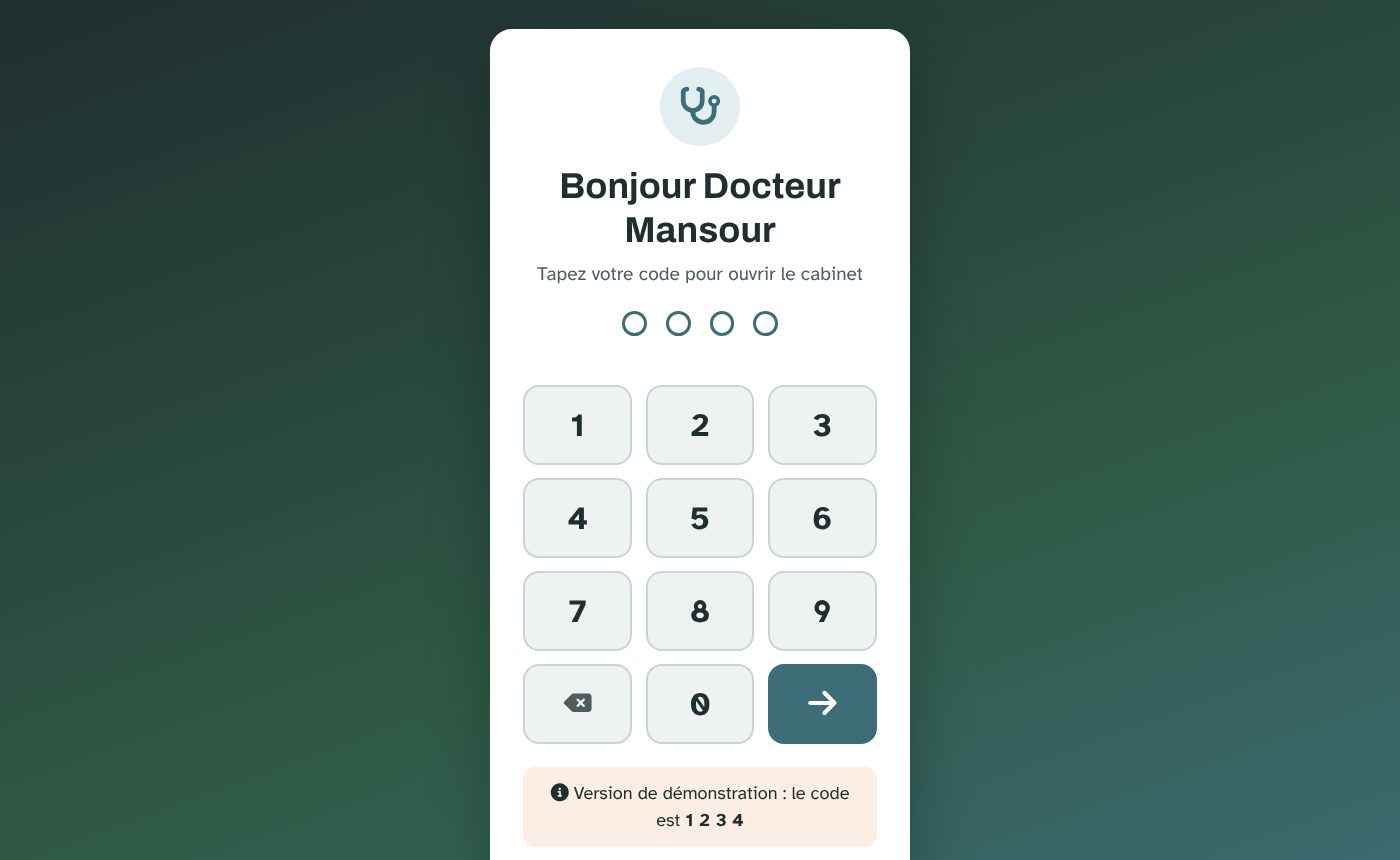 Bonjour Docteur
Mansour
Tapez votre code pour ouvrir le cabinet
1 2 3
4 5 6
7 8 9
0
Version de démonstration : le code
est 1 2 3 4